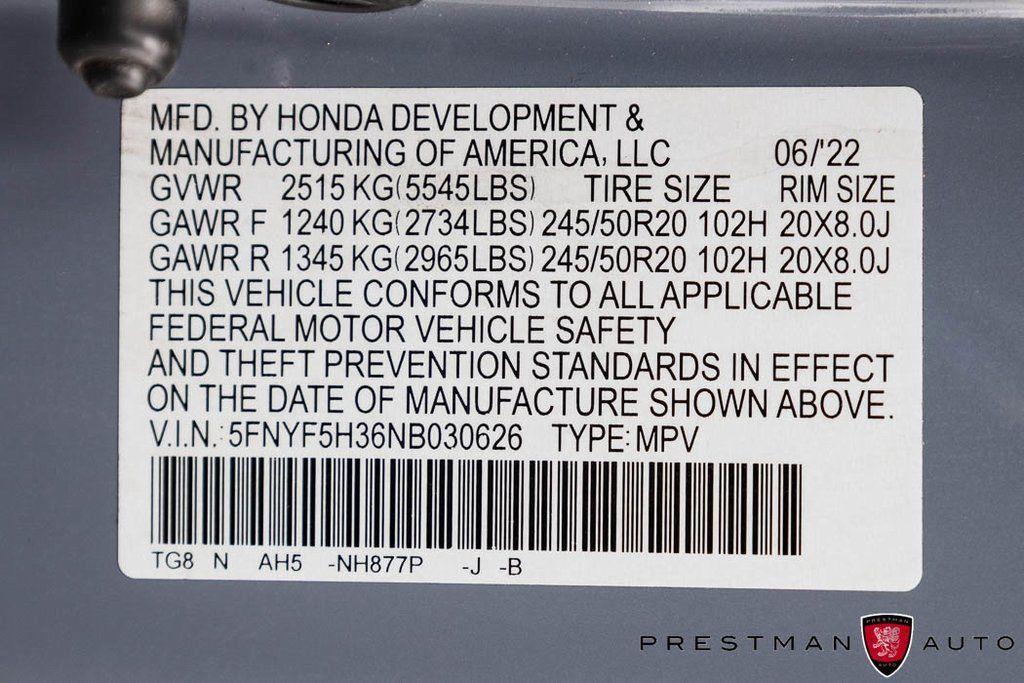 MFD. BY HONDA DEVELOPMENT &
MANUFACTURING OF AMERICA, LLC 06/'22
GVWR 2515 KG(5545LBS) TIRE SIZE RIM SIZE
GAWR F 1240 KG(2734LBS) 245/50R20 102H 20X8.0J
GAWR R 1345 KG(2965LBS) 245/50R20 102H 20X8.0J
THIS VEHICLE CONFORMS TO ALL APPLICABLE
FEDERAL MOTOR VEHICLE SAFETY
AND THEFT PREVENTION STANDARDS IN EFFECT
ON THE DATE OF MANUFACTURE SHOWN ABOVE.
V.I.N.: 5FNYF5H36NB030626 TYPE: MPV
TG8 N AH5 -NH877P -J -B
PRESTMAN AUTO
PRESTMAN
AUTO